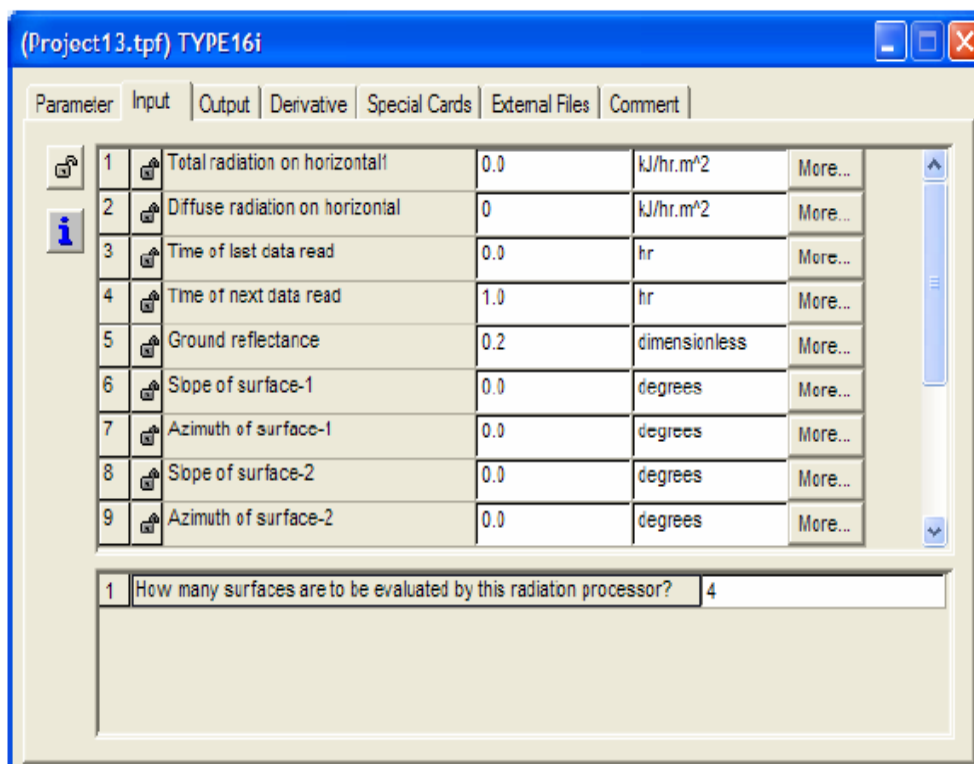 (Project13.tpf) TYPE16i
Parameter Input Output Derivative Special Cards External Files Comment
1 Total radiation on horizontal1 0.0 kJ/hr.m^2 More...
2 Diffuse radiation on horizontal 0 kJ/hr.m^2 More...
3 Time of last data read 0.0 hr More...
4 Time of next data read 1.0 hr More...
5 Ground reflectance 0.2 dimensionless More...
6 Slope of surface-1 0.0 degrees More...
7 Azimuth of surface-1 0.0 degrees More...
8 Slope of surface-2 0.0 degrees More...
9 Azimuth of surface-2 0.0 degrees More...
1 How many surfaces are to be evaluated by this radiation processor? 4